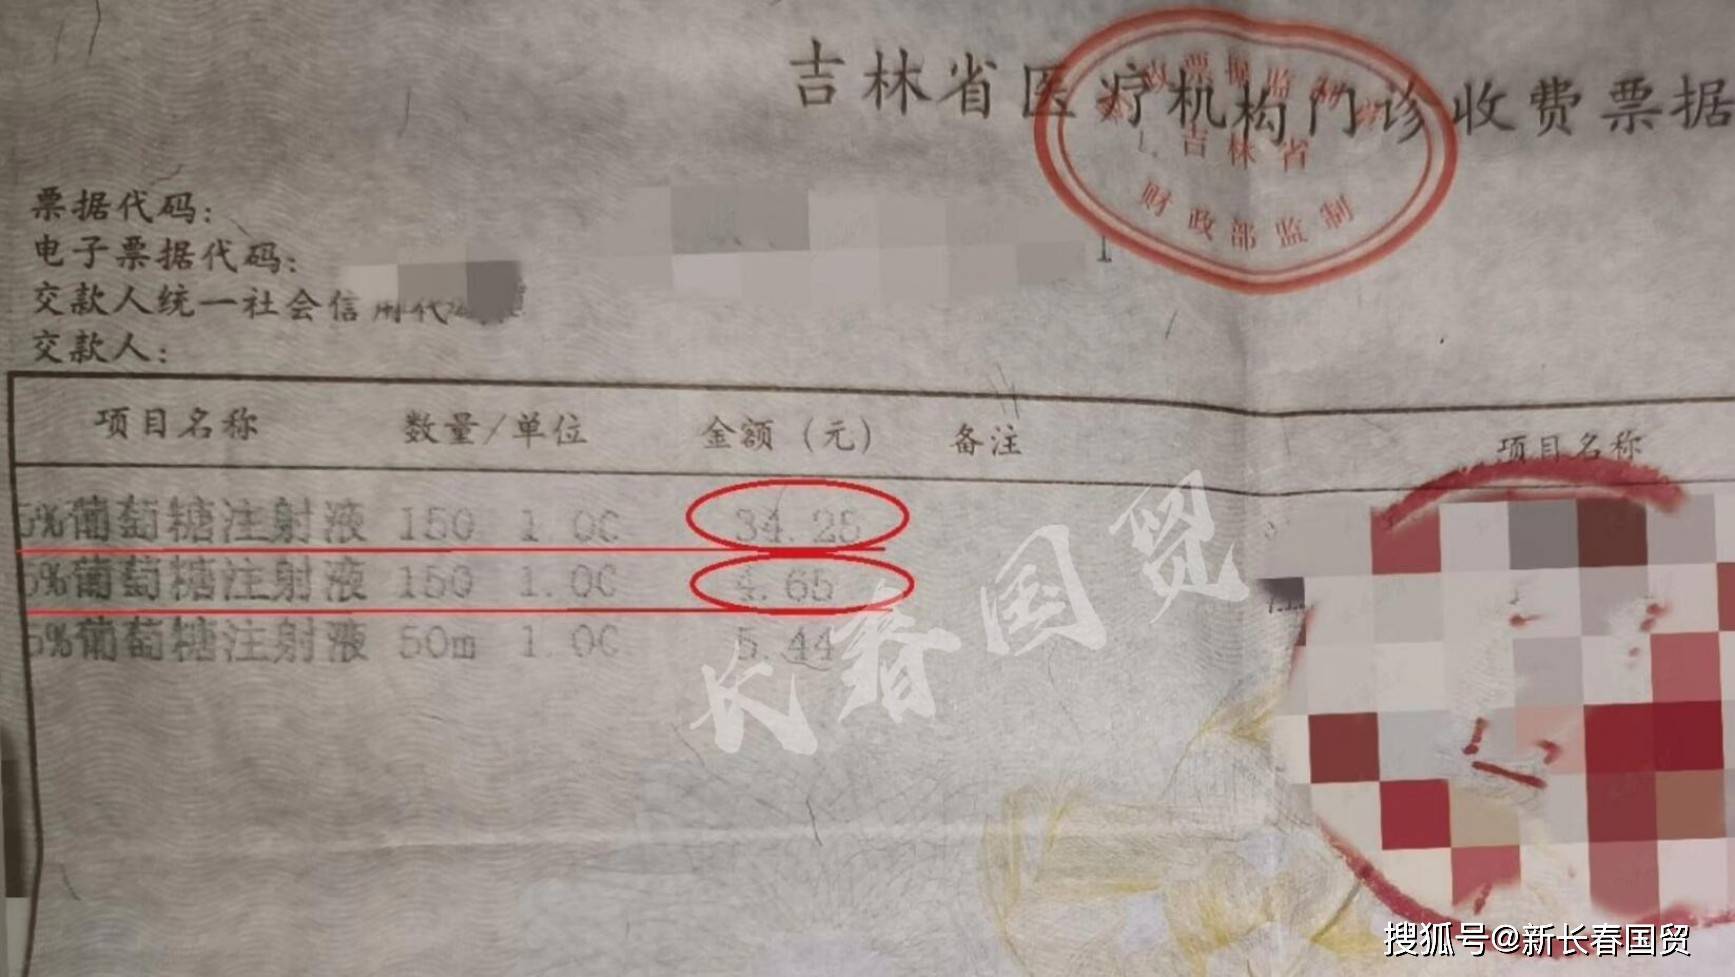 吉林省医疗机构门诊收费票据
吉林省
财政部监制
票据代码：
电子票据代码：
交款人统一社会信用代
交款人：
项目名称 数量/单位 金额（元） 备注 项目名称
5%葡萄糖注射液 150 1.00 34.25
5%葡萄糖注射液 150 1.00 4.65
5%葡萄糖注射液 50m 1.00 5.44
长春国贸
搜狐号@新长春国贸